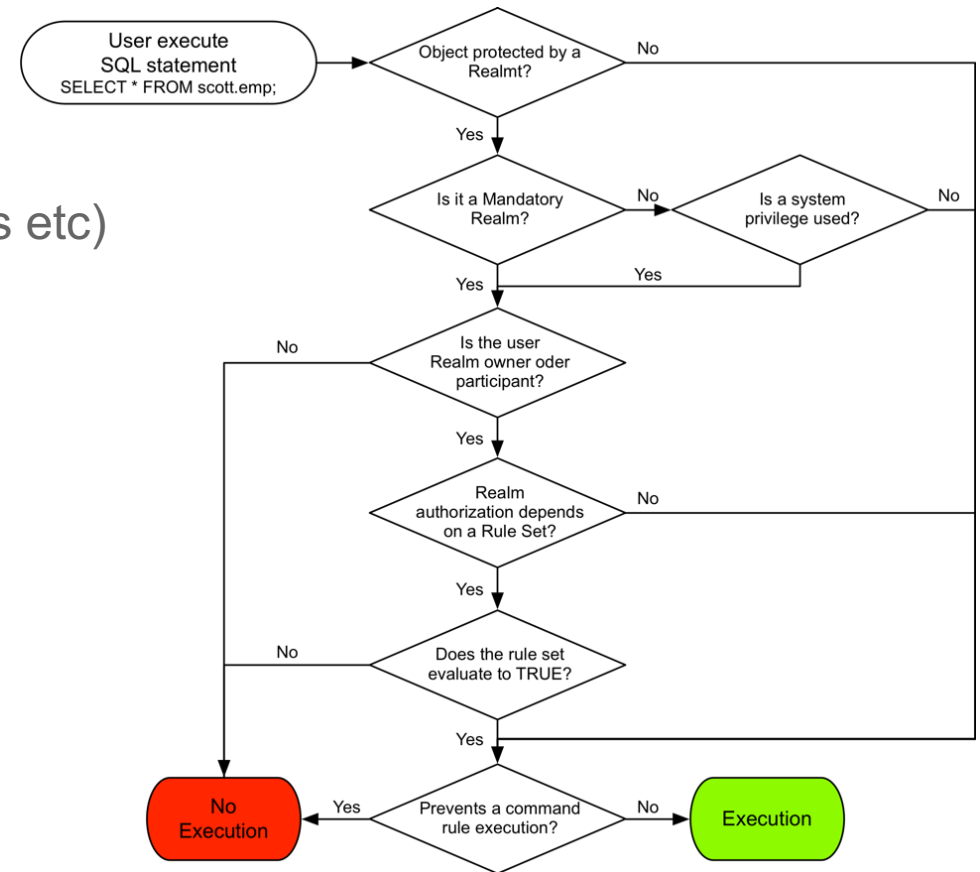 User execute
SQL statement
SELECT * FROM scott.emp;
Object protected by a
Realmt?
No
Yes
s etc)
Is it a Mandatory
Realm?
No
Is a system
privilege used?
No
Yes
Yes
Is the user
Realm owner oder
participant?
No
Yes
Realm
authorization depends
on a Rule Set?
No
Yes
Does the rule set
evaluate to TRUE?
No
Yes
No
Execution
Yes
Prevents a command
rule execution?
No
Execution